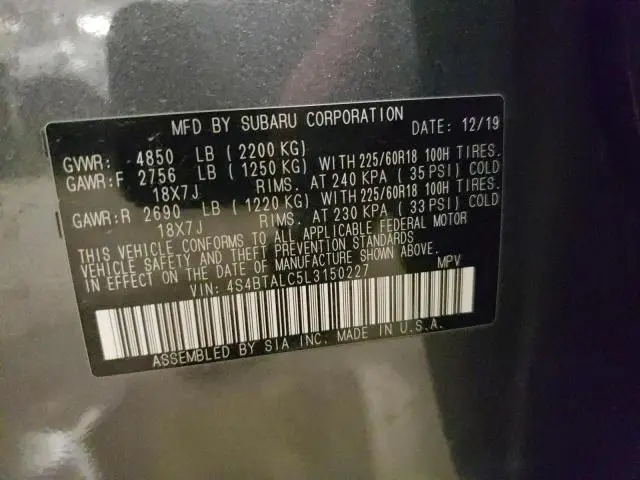 MFD BY SUBARU CORPORATION DATE: 12/19
GVWR: 4850 LB (2200 KG)
GAWR:F 2756 LB (1250 KG) WITH 225/60R18 100H TIRES.
18X7J RIMS. AT 240 KPA (35 PSI) COLD
GAWR:R 2690 LB (1220 KG) WITH 225/60R18 100H TIRES.
18X7J RIMS. AT 230 KPA (33 PSI) COLD
THIS VEHICLE CONFORMS TO ALL APPLICABLE FEDERAL MOTOR
VEHICLE SAFETY AND THEFT PREVENTION STANDARDS
IN EFFECT ON THE DATE OF MANUFACTURE SHOWN ABOVE.
VIN: 4S4BTALC5L3150227 MPV
ASSEMBLED BY SIA INC. MADE IN U.S.A.